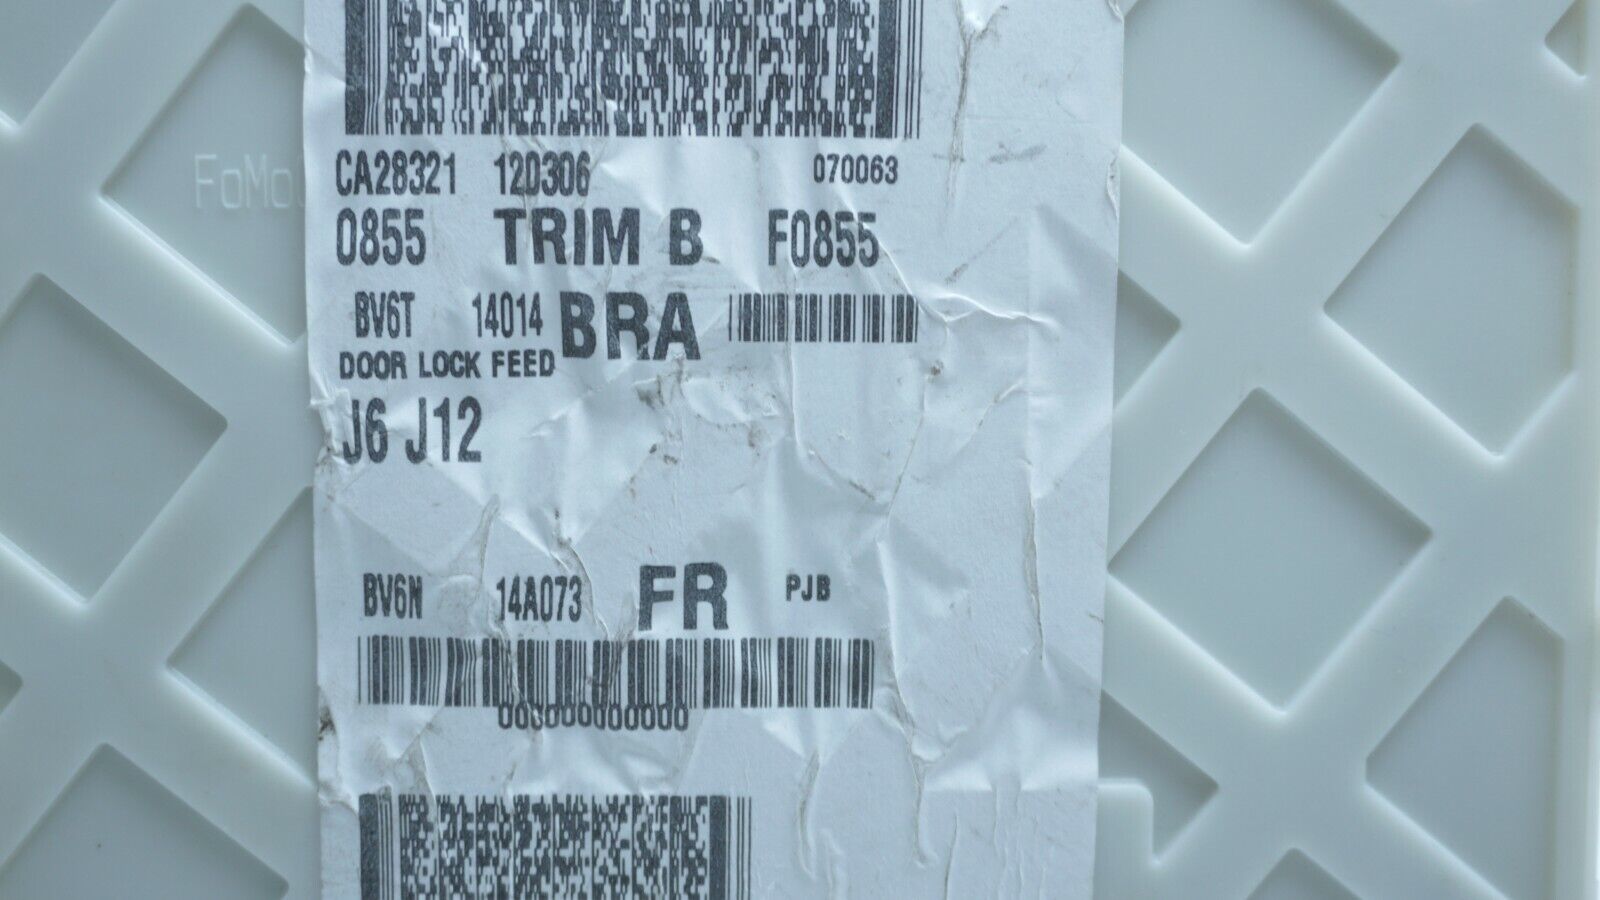 CA28321 120306 070063
FoMo
0855 TRIM B F0855
BV6T 14014 BRA
DOOR LOCK FEED
J6 J12
BV6N 14A073 FR PJB
000000000000